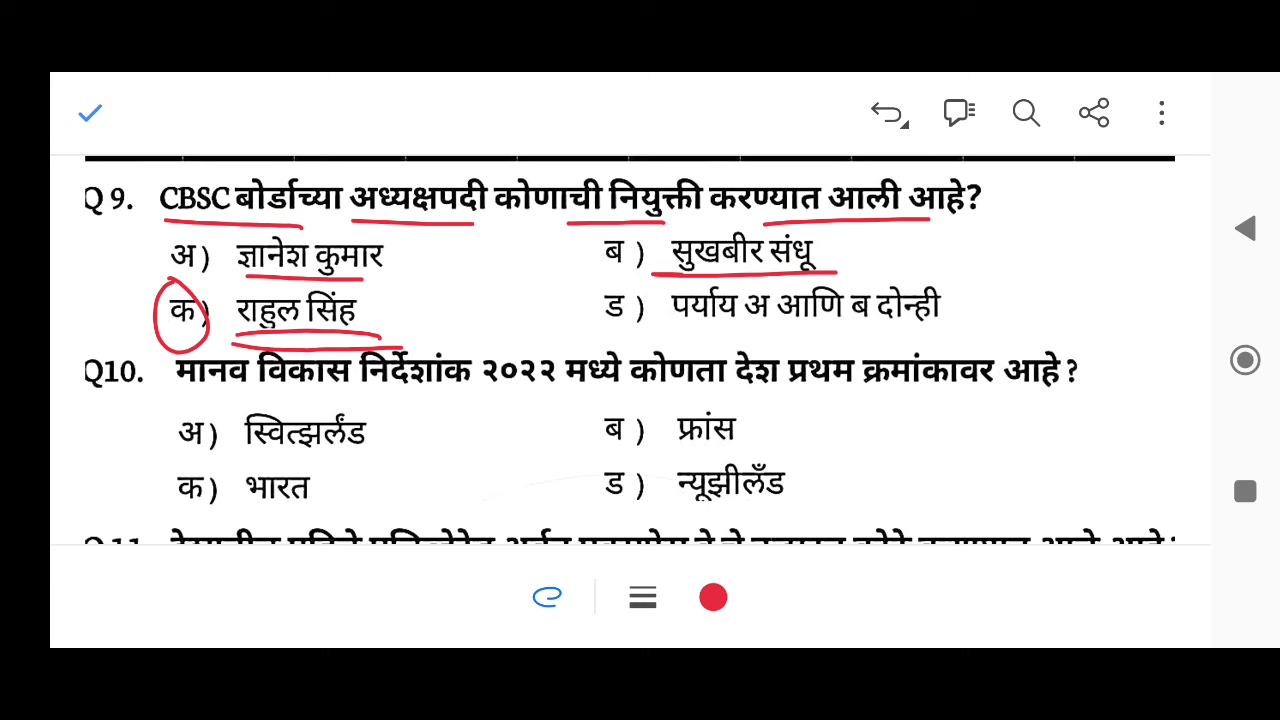 Q 9. CBSC बोर्डाच्या अध्यक्षपदी कोणाची नियुक्ती करण्यात आली आहे?
अ) ज्ञानेश कुमार ब ) सुखबीर संधू
क) राहुल सिंह ड ) पर्याय अ आणि ब दोन्ही
Q10. मानव विकास निर्देशांक २०२२ मध्ये कोणता देश प्रथम क्रमांकावर आहे?
अ) स्वित्झर्लंड ब ) फ्रांस
क) भारत ड ) न्यूझीलँड